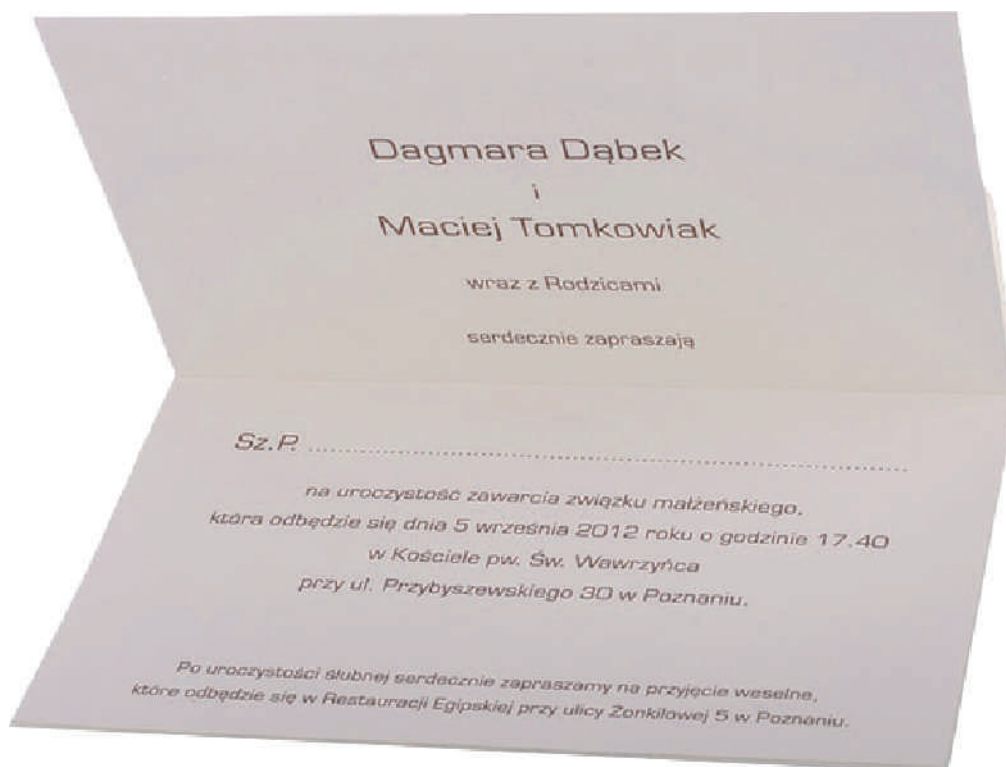 Dagmara Dąbek
i
Maciej Tomkowiak
wraz z Rodzicami
serdecznie zapraszają
Sz.P. ........................................................................................
na uroczystość zawarcia związku małżeńskiego,
która odbędzie się dnia 5 września 2012 roku o godzinie 17.40
w Kościele pw. Św. Wawrzyńca
przy ul. Przybyszewskiego 30 w Poznaniu.
Po uroczystości ślubnej serdecznie zapraszamy na przyjęcie weselne,
które odbędzie się w Restauracji Egipskiej przy ulicy Żonkilowej 5 w Poznaniu.